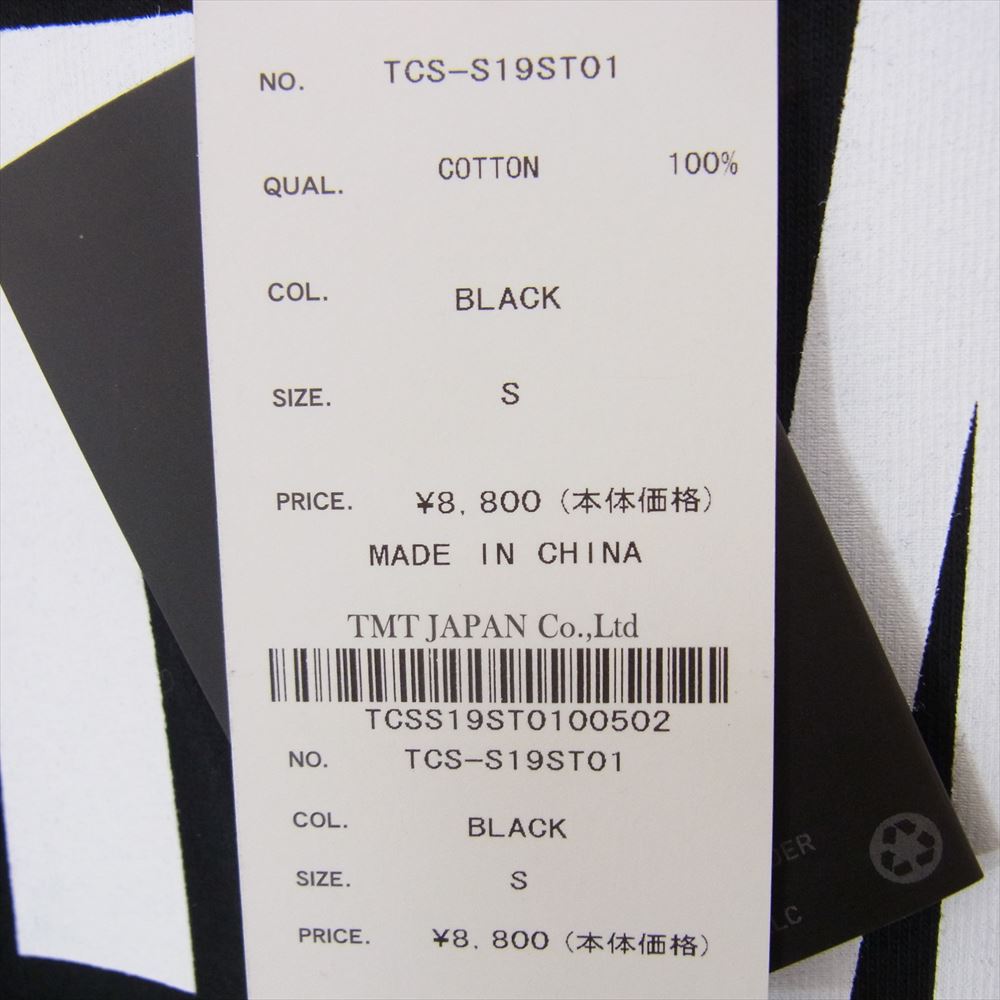 NO. TCS-S19ST01
QUAL. COTTON 100%
COL. BLACK
SIZE. S
PRICE. ¥8,800 (本体価格)
MADE IN CHINA
TMT JAPAN Co.,Ltd
TCSS19ST0100502
NO. TCS-S19ST01
COL. BLACK
SIZE. S
PRICE. ¥8,800 (本体価格)